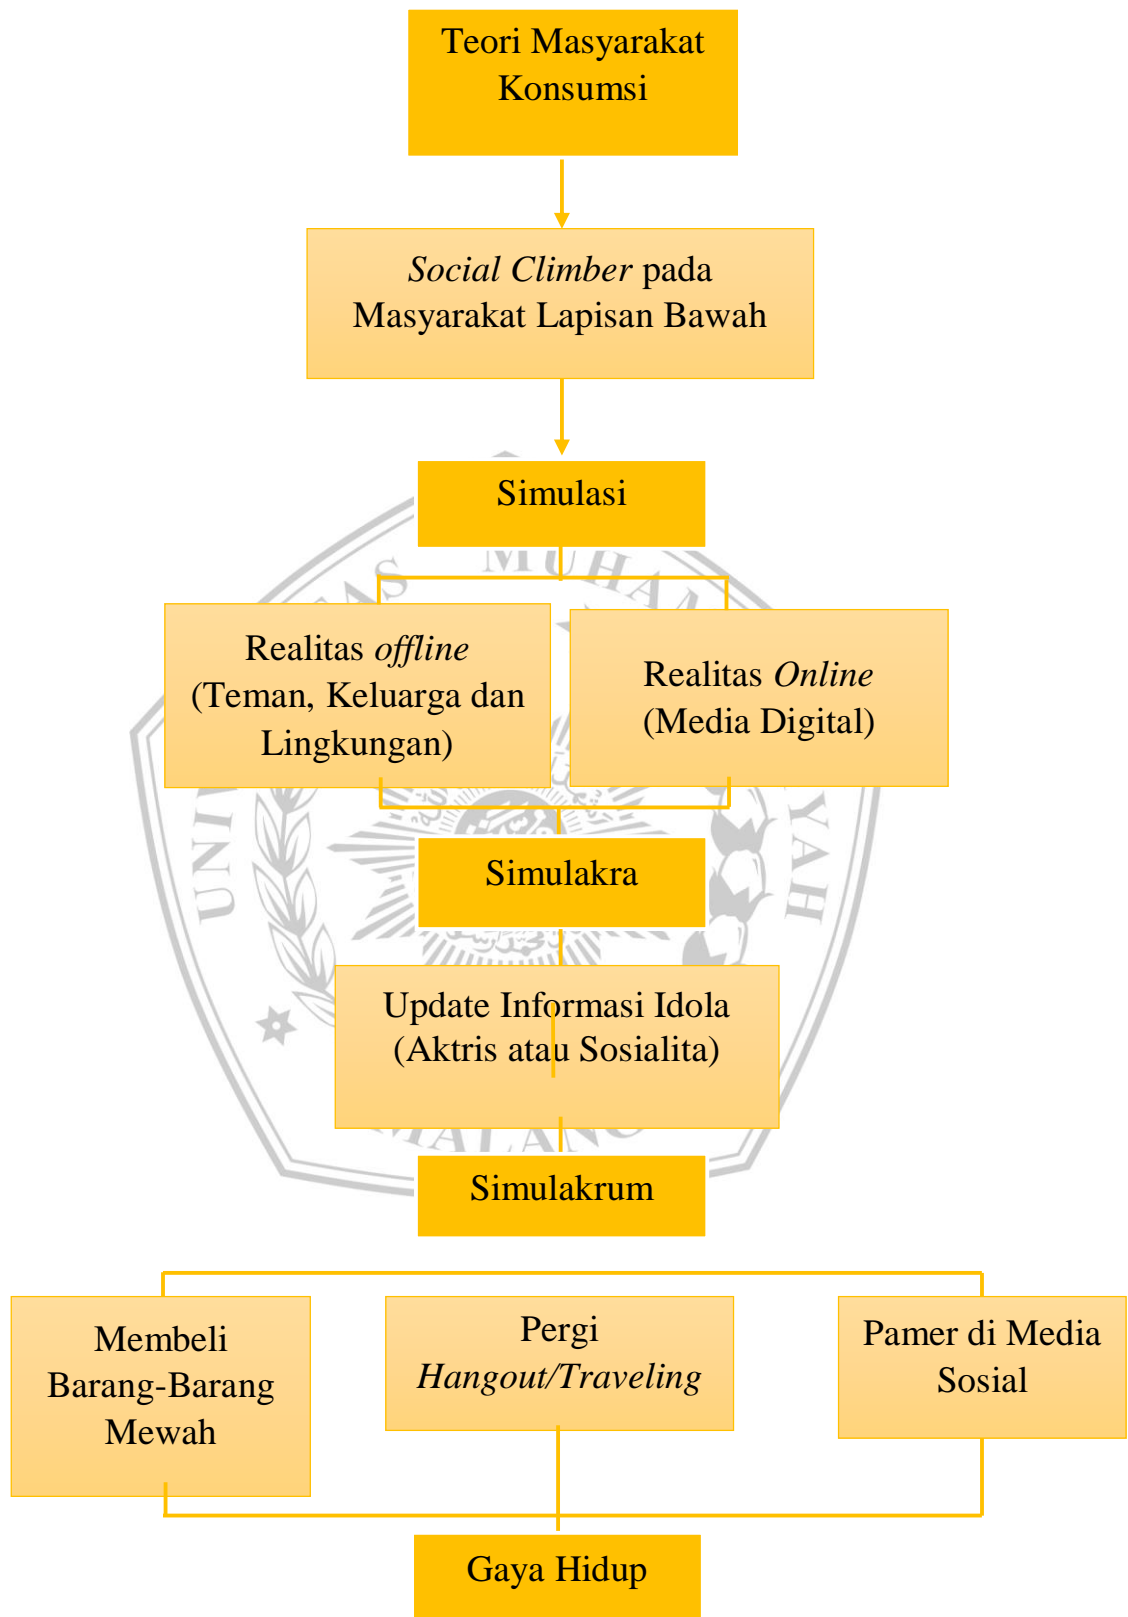 Teori Masyarakat
Konsumsi
Social Climber pada
Masyarakat Lapisan Bawah
Simulasi
Realitas offline
(Teman, Keluarga dan
Lingkungan)
Realitas Online
(Media Digital)
Simulakra
Update Informasi Idola
(Aktris atau Sosialita)
Simulakrum
Membeli
Barang-Barang
Mewah
Pergi
Hangout/Traveling
Pamer di Media
Sosial
Gaya Hidup